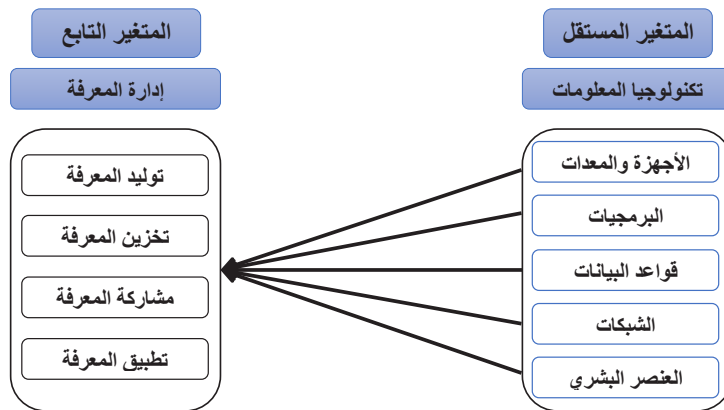 المتغير المستقل
المتغير التابع
تكنولوجيا المعلومات
إدارة المعرفة
الأجهزة والمعدات
البرمجيات
قواعد البيانات
الشبكات
العنصر البشري
توليد المعرفة
تخزين المعرفة
مشاركة المعرفة
تطبيق المعرفة